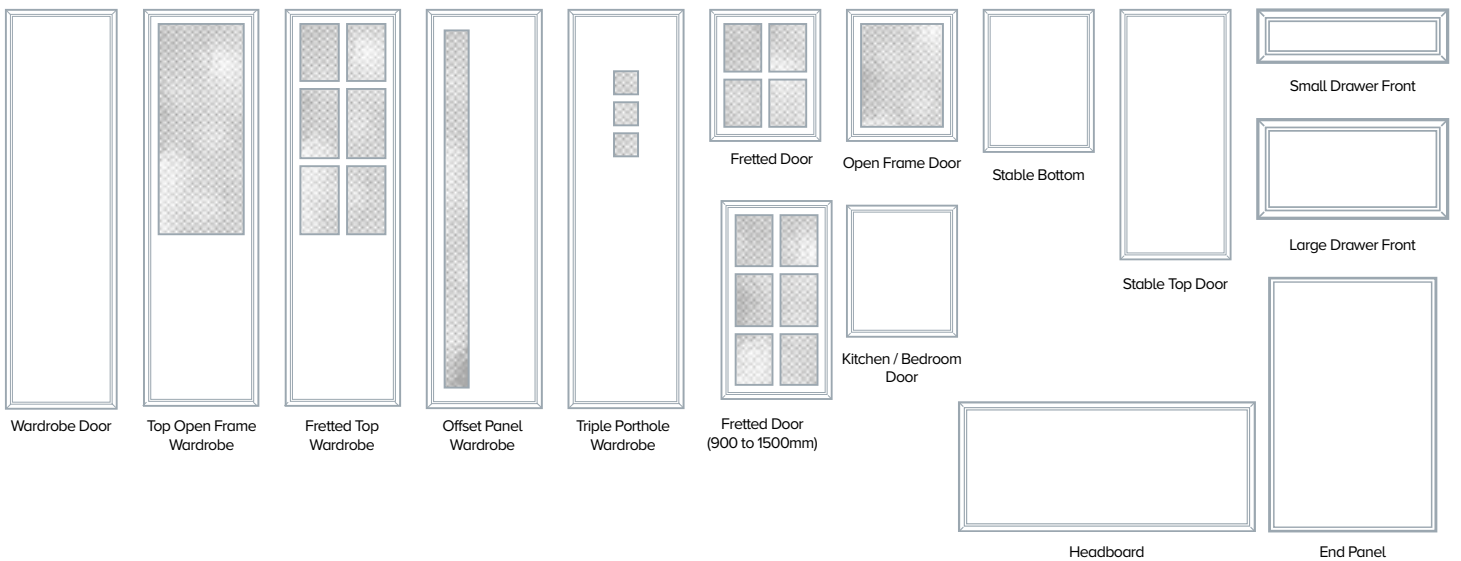 Wardrobe Door
Top Open Frame
Wardrobe
Fretted Top
Wardrobe
Offset Panel
Wardrobe
Triple Porthole
Wardrobe
Fretted Door
Open Frame Door
Stable Bottom
Stable Top Door
Small Drawer Front
Large Drawer Front
Fretted Door
(900 to 1500mm)
Kitchen / Bedroom
Door
Headboard
End Panel